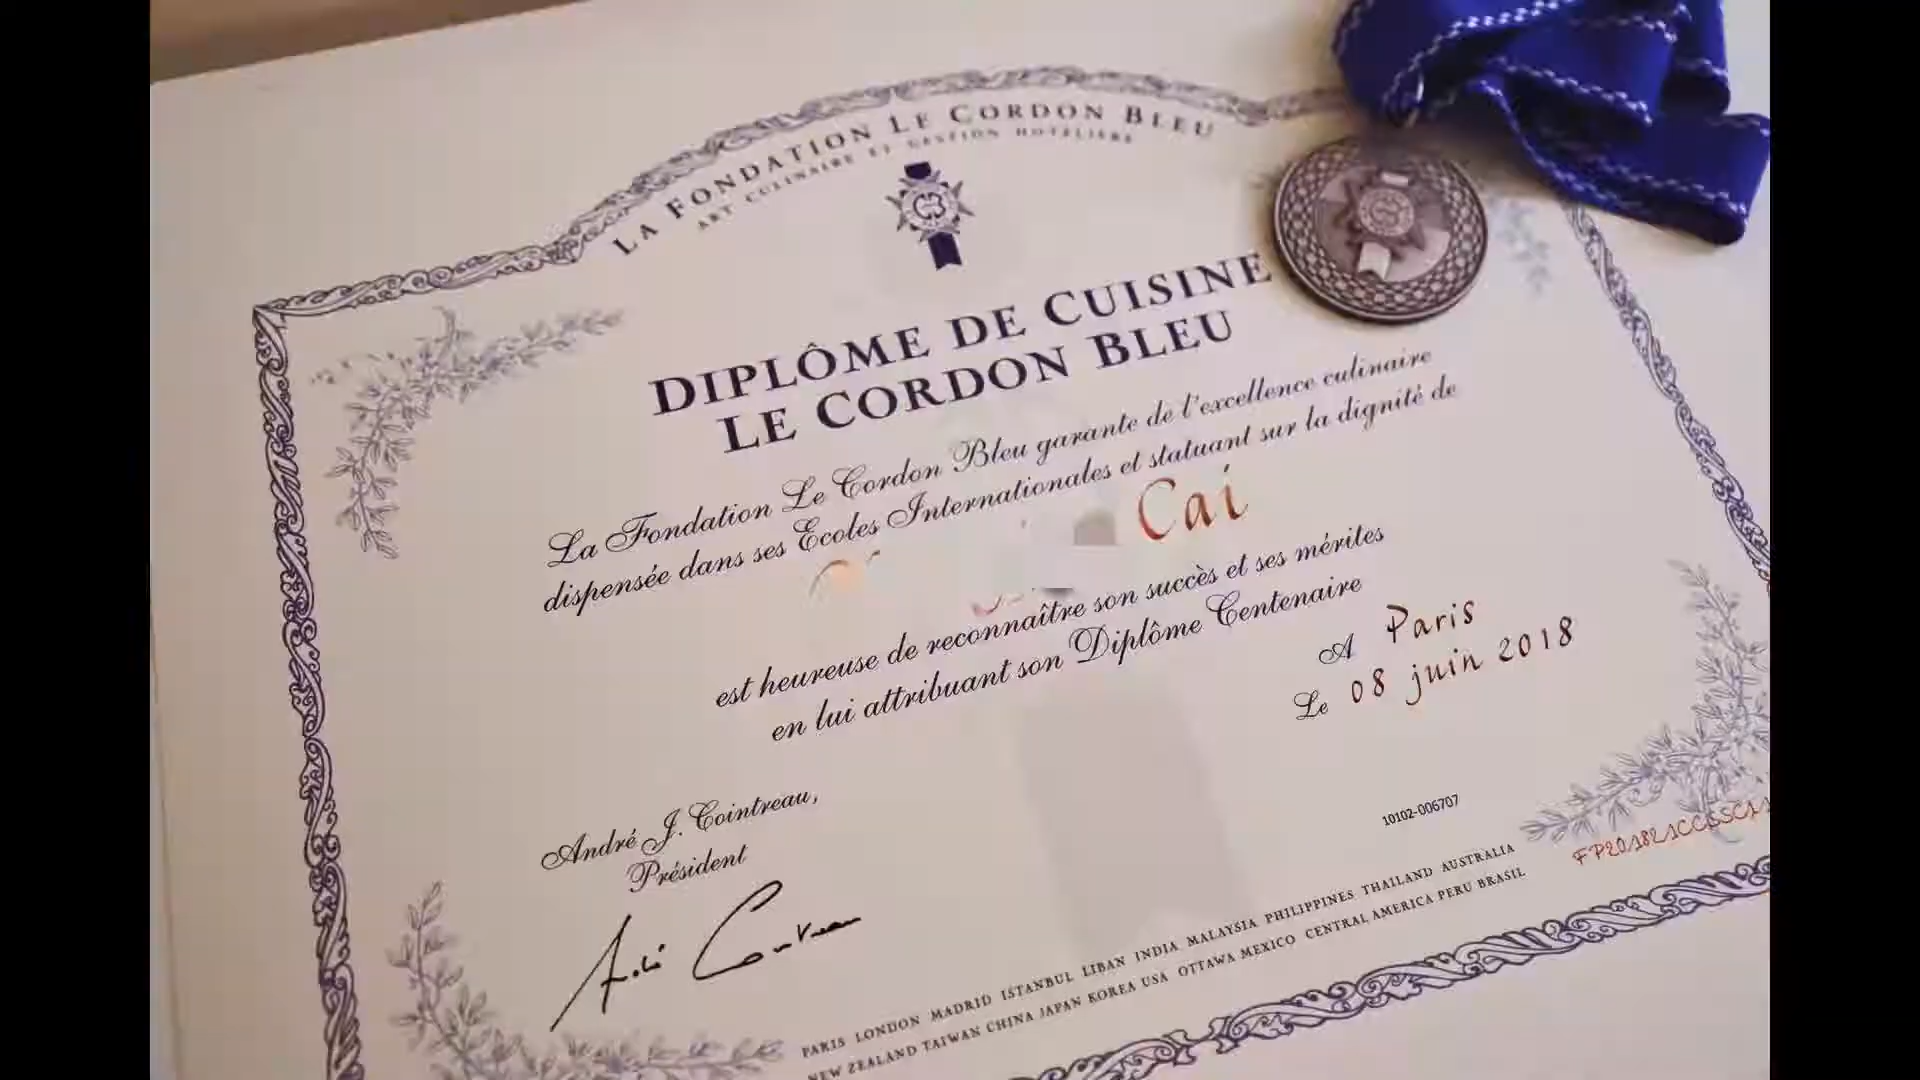 LA FONDATION LE CORDON BLEU
ART CULINAIRE ET GESTION HOTELIERE
DIPLÔME DE CUISINE
LE CORDON BLEU
La Fondation Le Cordon Bleu garante de l'excellence culinaire
dispensée dans ses Écoles Internationales et statuant sur la dignité de
Cai
est heureuse de reconnaître son succès et ses mérites
en lui attribuant son Diplôme Centenaire
A Paris
Le 08 juin 2018
André J. Cointreau,
Président
10102-006707
PARIS LONDON MADRID ISTANBUL LIBAN INDIA MALAYSIA PHILIPPINES THAILAND AUSTRALIA
NEW ZEALAND TAIWAN CHINA JAPAN KOREA USA OTTAWA MEXICO CENTRAL AMERICA PERU BRASIL